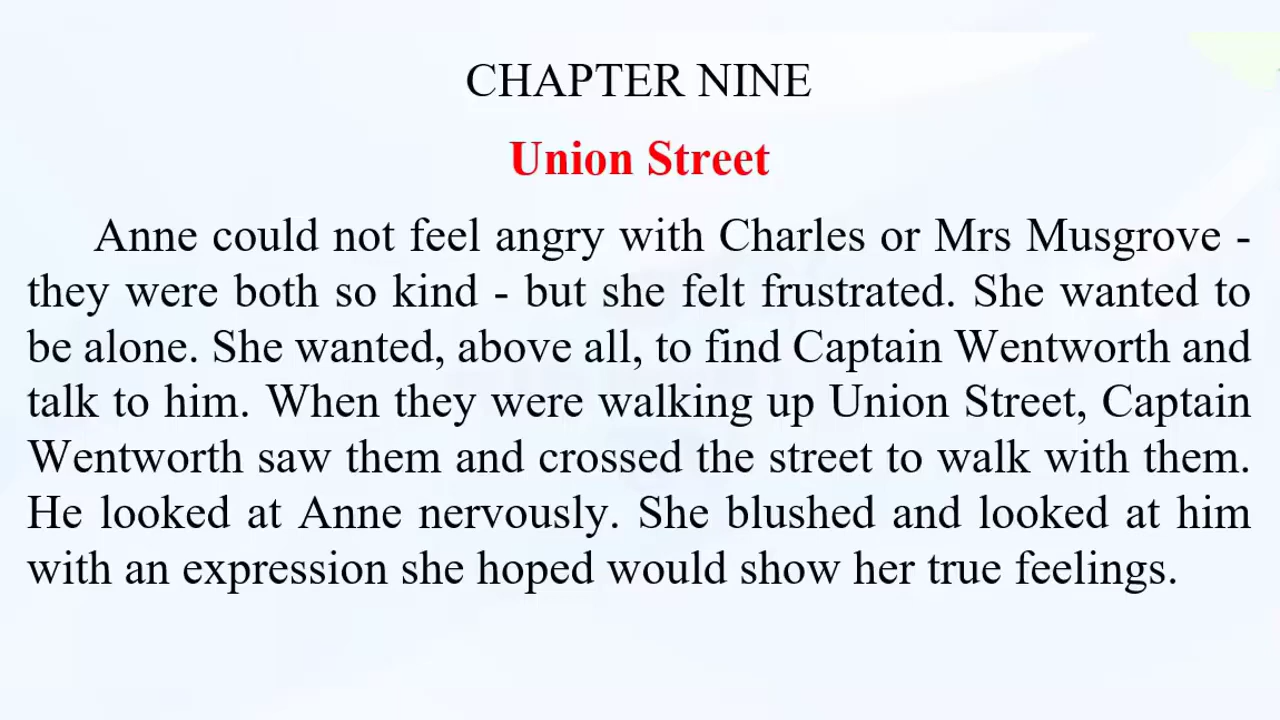 CHAPTER NINE
Union Street
Anne could not feel angry with Charles or Mrs Musgrove -
they were both so kind - but she felt frustrated. She wanted to
be alone. She wanted, above all, to find Captain Wentworth and
talk to him. When they were walking up Union Street, Captain
Wentworth saw them and crossed the street to walk with them.
He looked at Anne nervously. She blushed and looked at him
with an expression she hoped would show her true feelings.